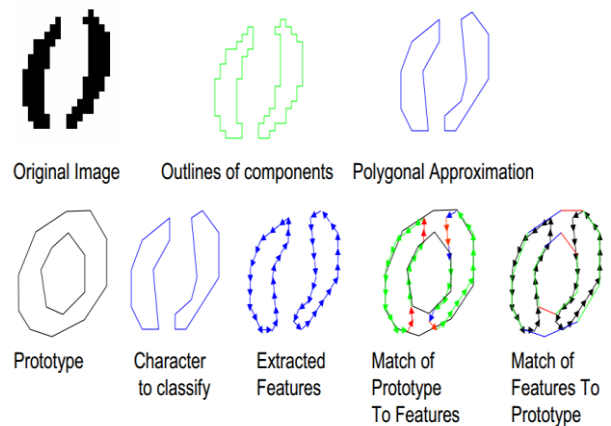 Original Image
Outlines of components
Polygonal Approximation
Prototype
Character
to classify
Extracted
Features
Match of
Prototype
To Features
Match of
Features To
Prototype